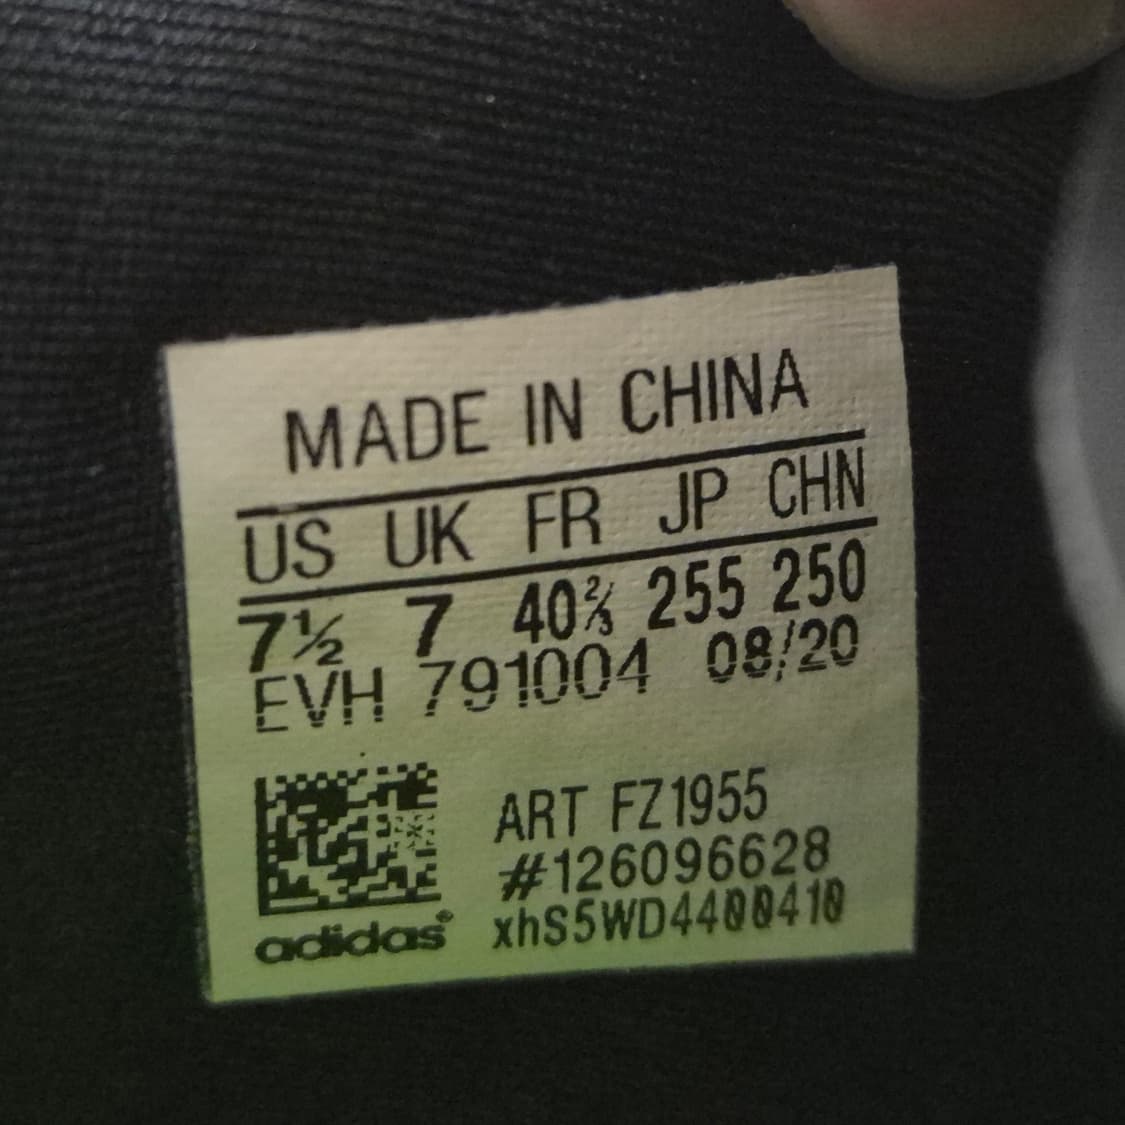 MADE IN CHINA
US UK FR JP CHN
7½ 7 40⅔ 255 250
EVH 791004 08/20
ART FZ1955
#126096628
xhS5WD4400410
adidas®